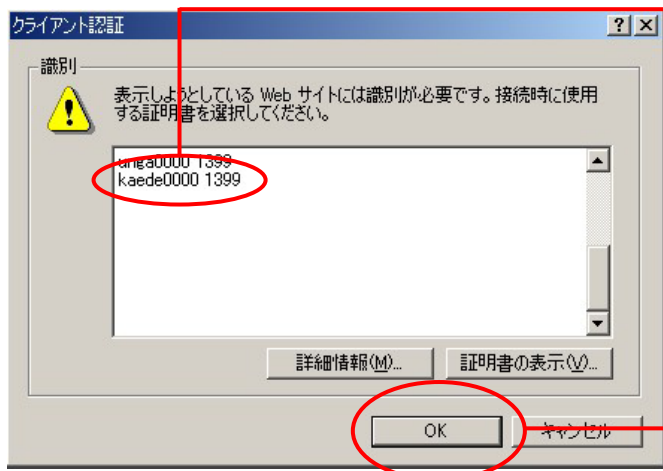 クライアント認証
識別
表示しようとしている Web サイトには識別が必要です。接続時に使用
する証明書を選択してください。
unga0000 1399
kaede0000 1399
詳細情報(M)...
証明書の表示(V)...
OK
キャンセル